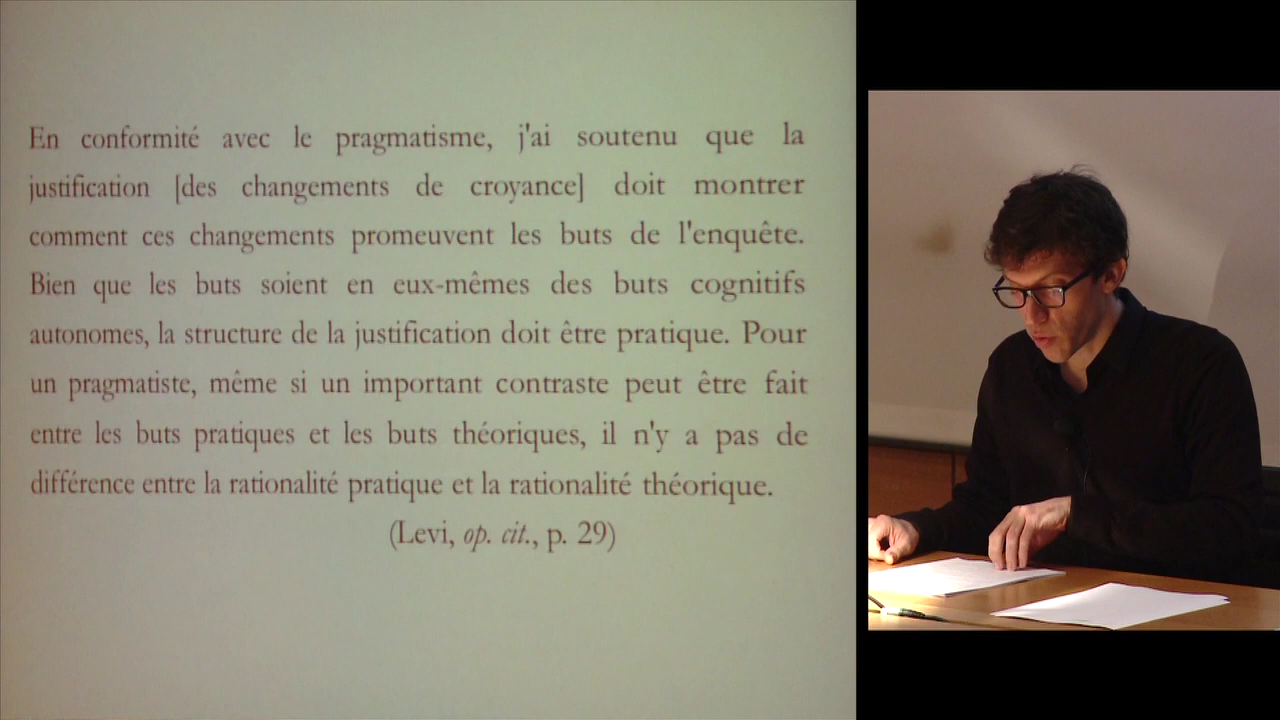 En conformité avec le pragmatisme, j'ai soutenu que la
justification [des changements de croyance] doit montrer
comment ces changements promeuvent les buts de l'enquête.
Bien que les buts soient en eux-mêmes des buts cognitifs
autonomes, la structure de la justification doit être pratique. Pour
un pragmatiste, même si un important contraste peut être fait
entre les buts pratiques et les buts théoriques, il n'y a pas de
différence entre la rationalité pratique et la rationalité théorique.
(Levi, op. cit., p. 29)